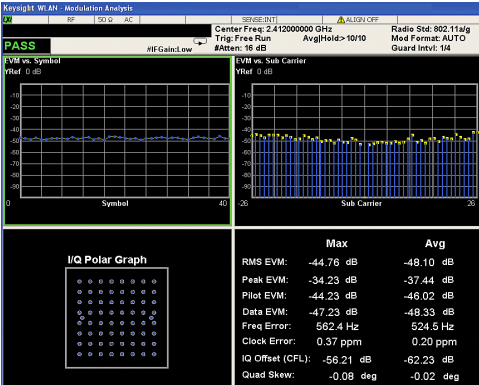 Keysight WLAN - Modulation Analysis
RF 50 Ω AC SENSE:INT ALIGN OFF
Center Freq: 2.412000000 GHz Radio Std: 802.11a/g
PASS Trig: Free Run Avg|Hold:>10/10 Mod Format: AUTO
#IFGain:Low #Atten: 16 dB Guard Intvl: 1/4
EVM vs. Symbol
YRef 0 dB
-10
-20
-30
-40
-50
-60
-70
-80
-90
0 Symbol 40
EVM vs. Sub Carrier
YRef 0 dB
-10
-20
-30
-40
-50
-60
-70
-80
-90
-26 Sub Carrier 26
I/Q Polar Graph
Max Avg
RMS EVM: -44.76 dB -48.10 dB
Peak EVM: -34.23 dB -37.44 dB
Pilot EVM: -44.23 dB -46.02 dB
Data EVM: -47.23 dB -48.33 dB
Freq Error: 562.4 Hz 524.5 Hz
Clock Error: 0.37 ppm 0.20 ppm
IQ Offset (CFL): -56.21 dB -62.23 dB
Quad Skew: -0.08 deg -0.02 deg